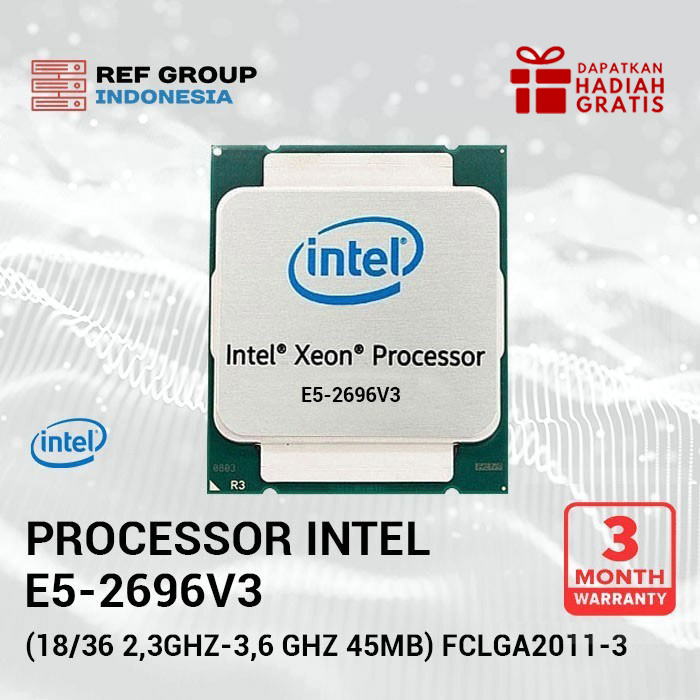 REF GROUP
INDONESIA
DAPATKAN
HADIAH
GRATIS
intel®
Intel® Xeon® Processor
E5-2696V3
intel
0803
R3
PROCESSOR INTEL
E5-2696V3
(18/36 2,3GHZ-3,6 GHZ 45MB) FCLGA2011-3
3
MONTH
WARRANTY